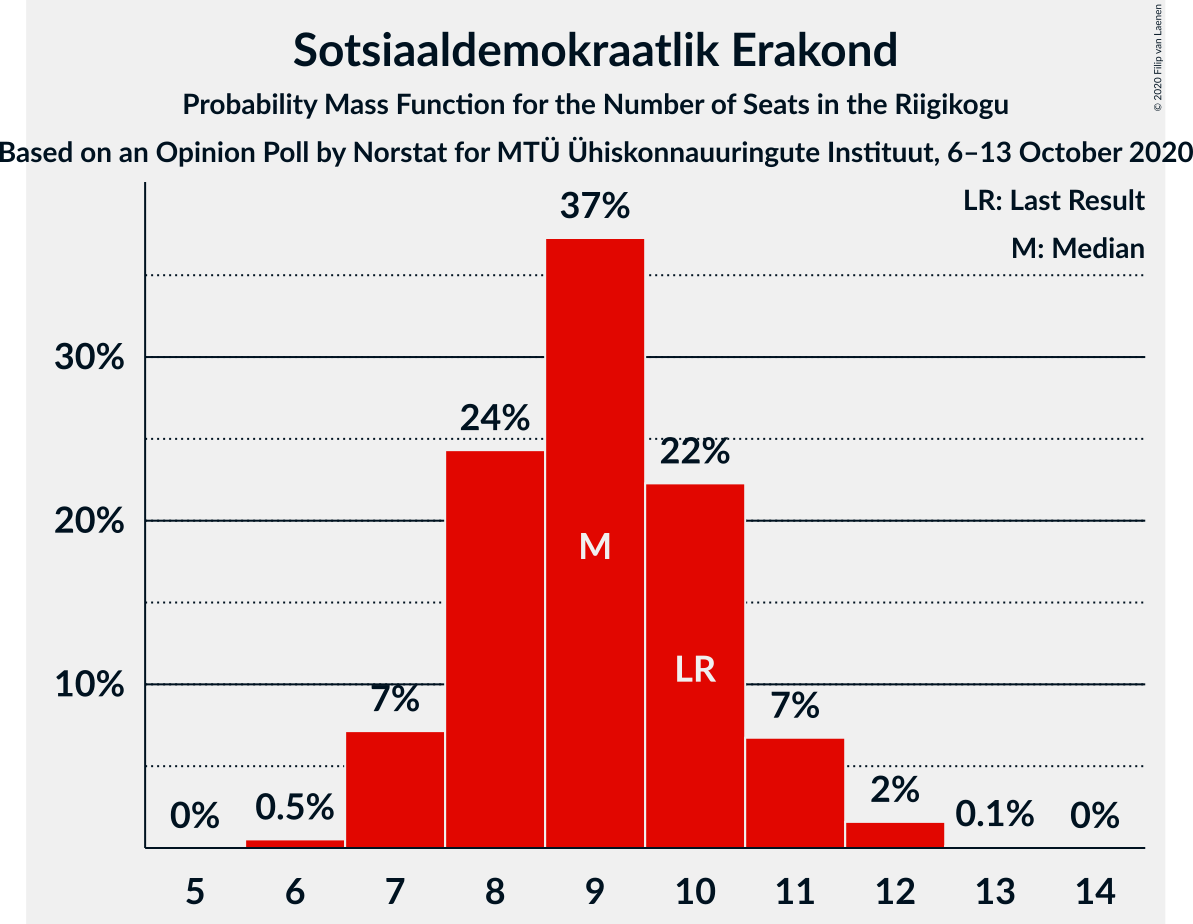 Sotsiaaldemokraatlik Erakond
Probability Mass Function for the Number of Seats in the Riigikogu
Based on an Opinion Poll by Norstat for MTÜ Ühiskonnauuringute Instituut, 6–13 October 2020
© 2020 Filip van Laenen
LR: Last Result
M: Median
37%
30%
24%
22%
20%
M
LR
10%
7%
7%
2%
0%
0.5%
0.1%
0%
5 6 7 8 9 10 11 12 13 14